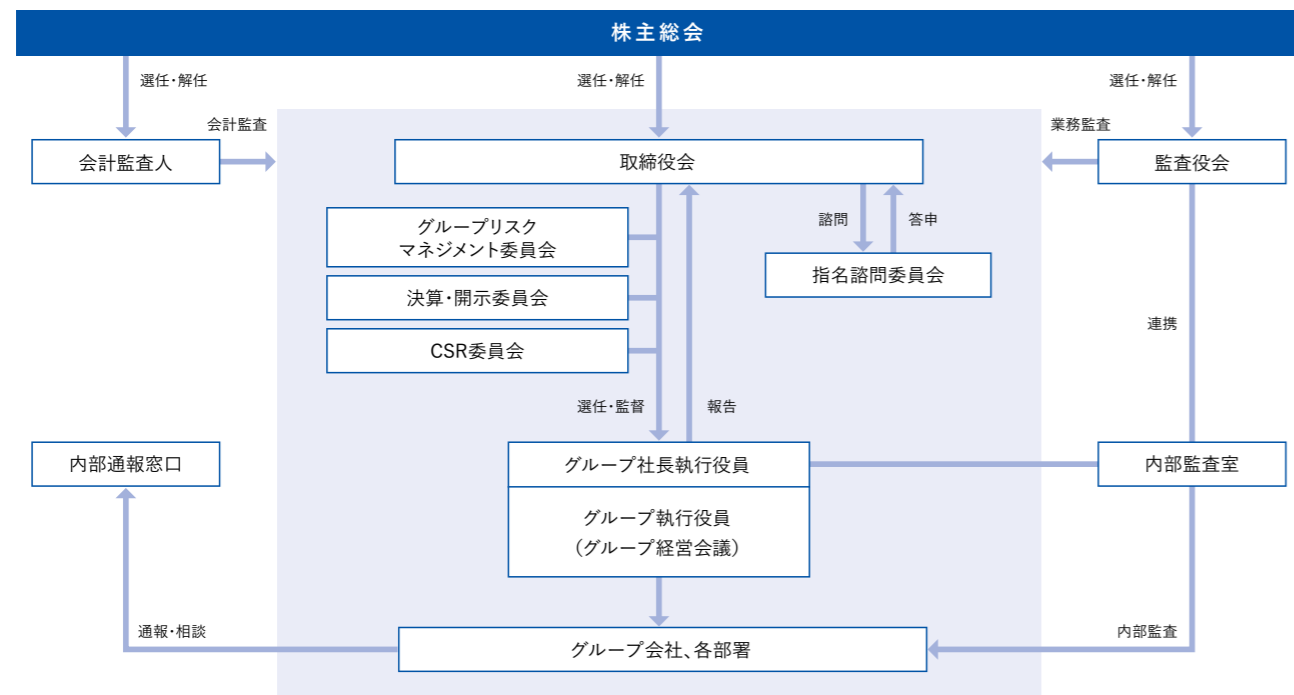 株主総会
選任・解任
選任・解任
選任・解任
会計監査
業務監査
会計監査人
取締役会
監査役会
グループリスク
マネジメント委員会
諮問
答申
指名諮問委員会
決算・開示委員会
連携
CSR委員会
選任・監督
報告
内部通報窓口
グループ社長執行役員
内部監査室
グループ執行役員
（グループ経営会議）
通報・相談
内部監査
グループ会社、各部署